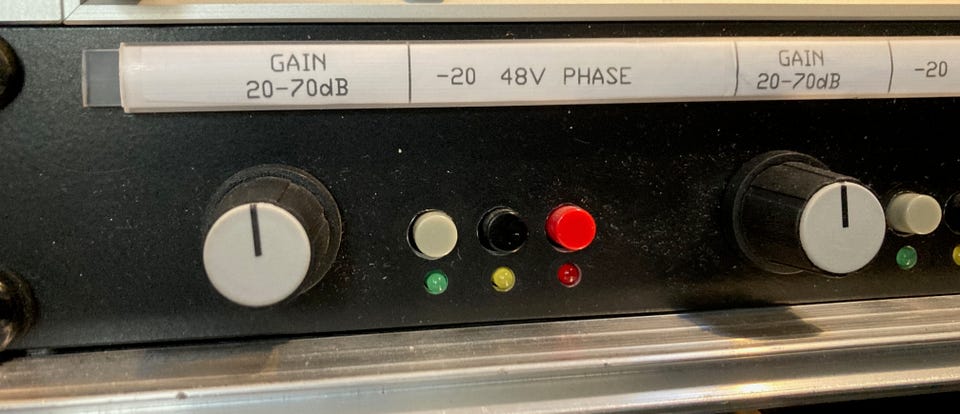 GAIN
20-70dB
-20 48V PHASE
GAIN
20-70dB
-20